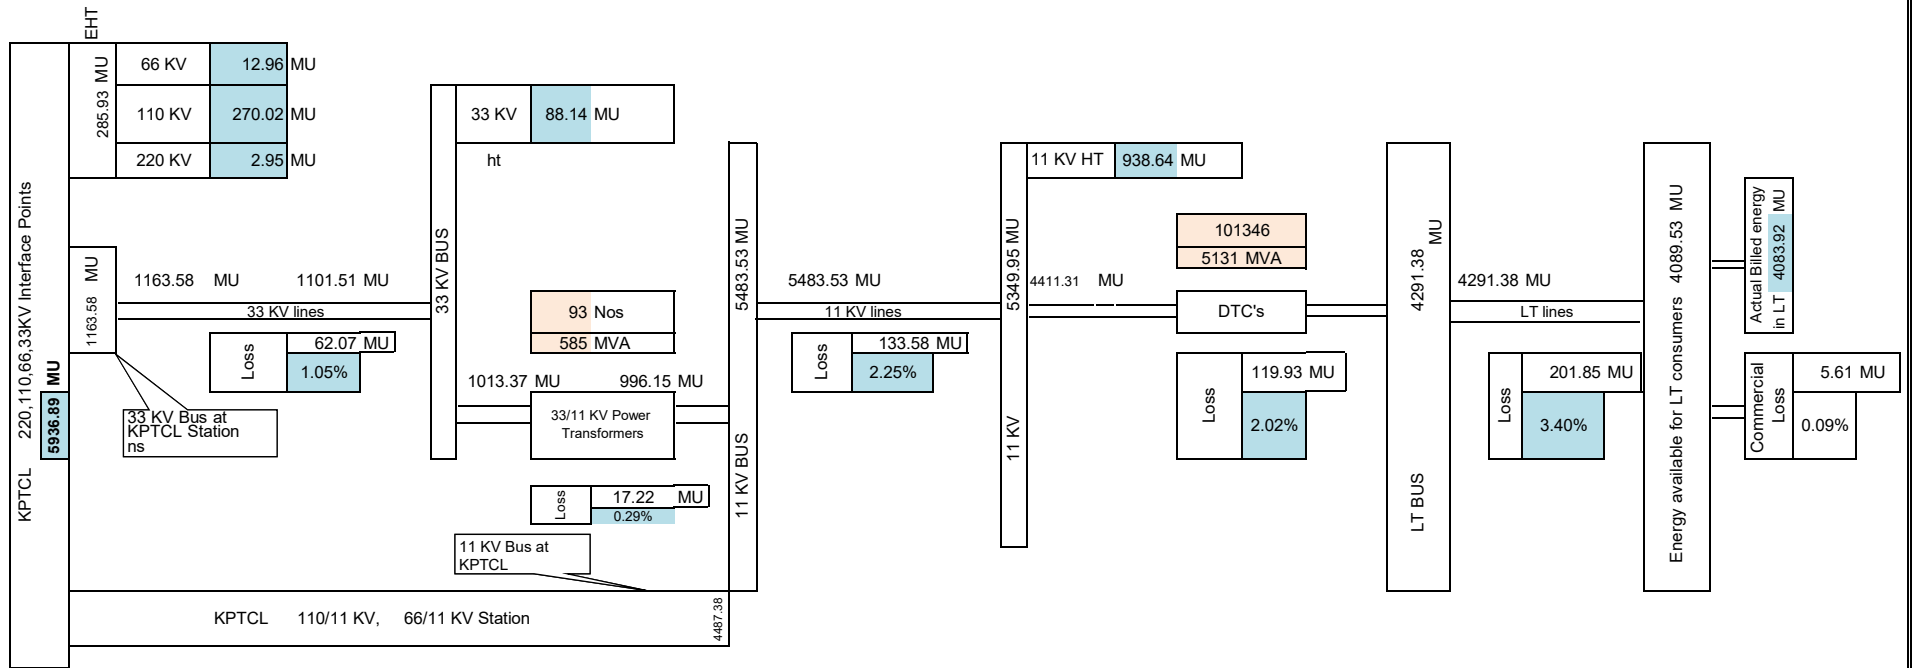 KPTCL 220,110,66,33KV Interface Points
5936.89 MU
EHT
285.93 MU
66 KV 12.96 MU
110 KV 270.02 MU
220 KV 2.95 MU
1163.58 MU
1163.58 MU 1101.51 MU
33 KV lines
Loss
62.07 MU
1.05%
33 KV Bus at
KPTCL Station
ns
33 KV BUS
33 KV 88.14 MU
ht
93 Nos
585 MVA
1013.37 MU 996.15 MU
33/11 KV Power
Transformers
Loss
17.22 MU
0.29%
11 KV Bus at
KPTCL
KPTCL 110/11 KV, 66/11 KV Station
4487.38
11 KV BUS 5483.53 MU
5483.53 MU
11 KV lines
Loss
133.58 MU
2.25%
11 KV 5349.95 MU
11 KV HT 938.64 MU
4411.31 MU
101346
5131 MVA
DTC's
Loss
119.93 MU
2.02%
LT BUS 4291.38 MU
4291.38 MU
LT lines
Loss
201.85 MU
3.40%
Energy available for LT consumers 4089.53 MU
Actual Billed energy
in LT 4083.92 MU
Commercial
Loss
5.61 MU
0.09%